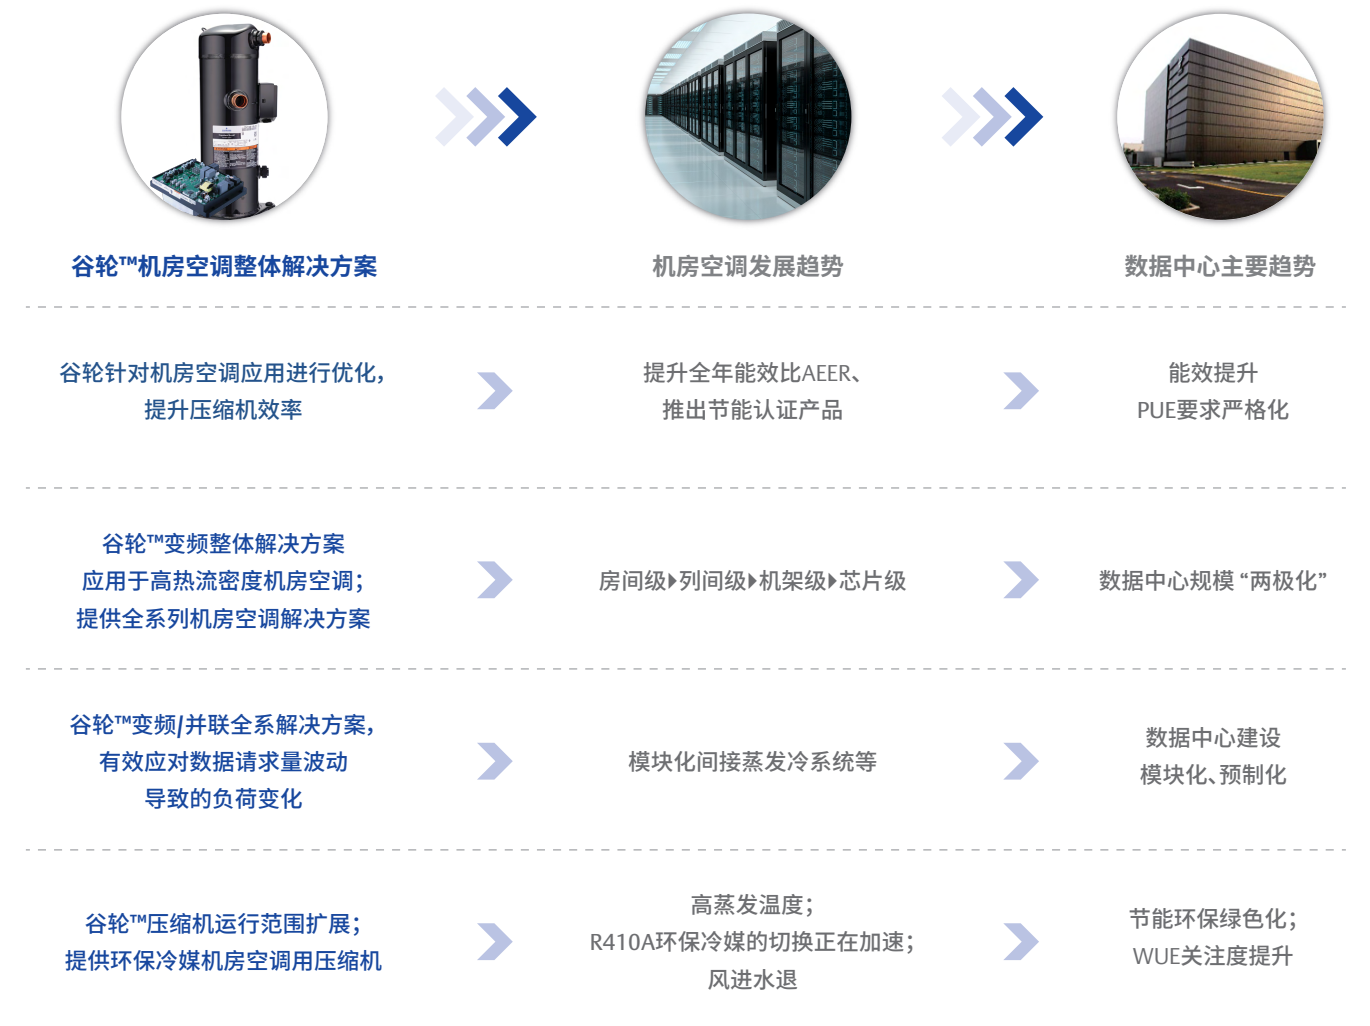 谷轮™机房空调整体解决方案
机房空调发展趋势
数据中心主要趋势
谷轮针对机房空调应用进行优化，
提升压缩机效率
提升全年能效比AEER、
推出节能认证产品
能效提升
PUE要求严格化
谷轮™变频整体解决方案
应用于高热流密度机房空调；
提供全系列机房空调解决方案
房间级▶列间级▶机架级▶芯片级
数据中心规模“两极化”
谷轮™变频/并联全系解决方案，
有效应对数据请求量波动
导致的负荷变化
模块化间接蒸发冷系统等
数据中心建设
模块化、预制化
谷轮™压缩机运行范围扩展；
提供环保冷媒机房空调用压缩机
高蒸发温度；
R410A环保冷媒的切换正在加速；
风进水退
节能环保绿色化；
WUE关注度提升